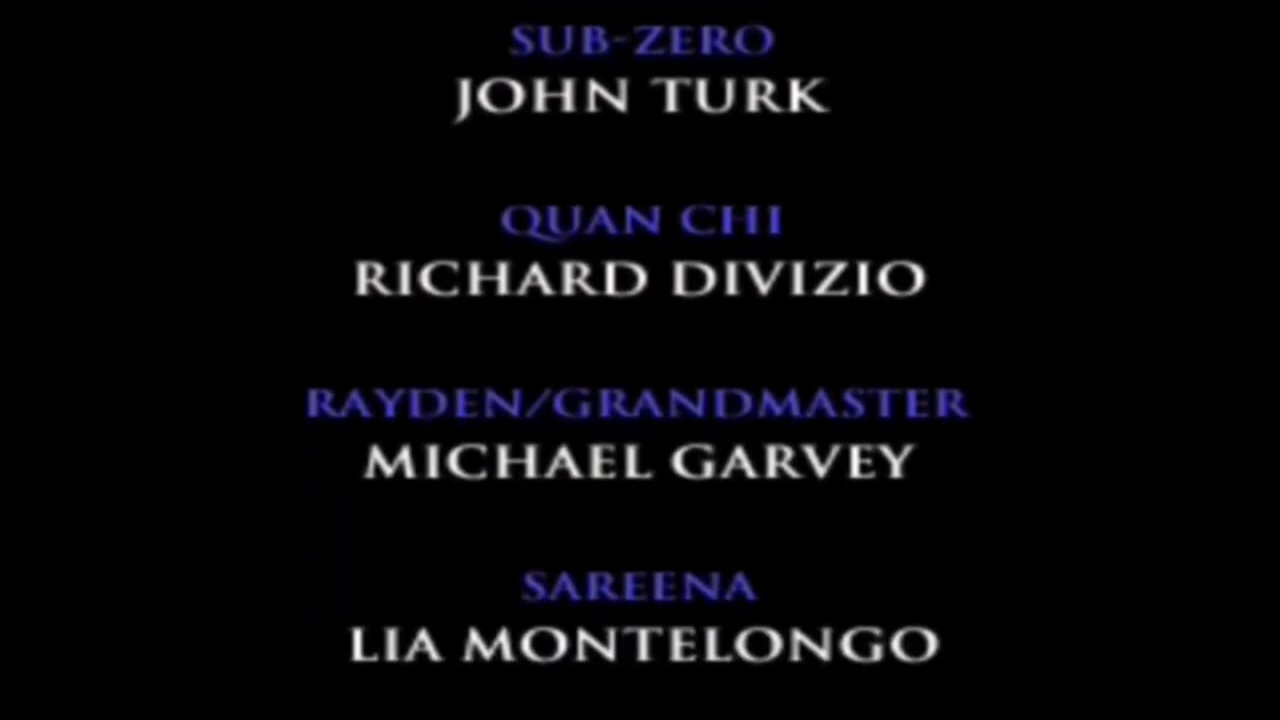 SUB-ZERO
JOHN TURK
QUAN CHI
RICHARD DIVIZIO
RAYDEN/GRANDMASTER
MICHAEL GARVEY
SAREENA
LIA MONTELONGO